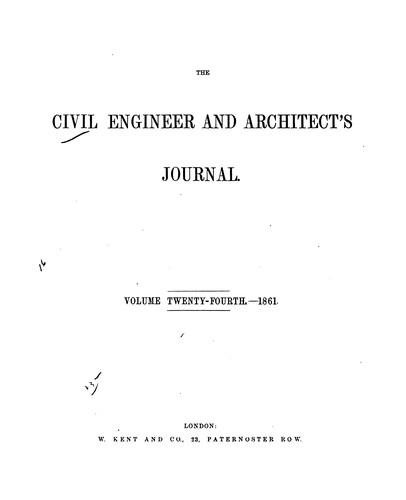 THE
CIVIL ENGINEER AND ARCHITECT'S
JOURNAL.
VOLUME TWENTY-FOURTH.—1861.
LONDON:
W. KENT AND CO., 23, PATERNOSTER ROW.